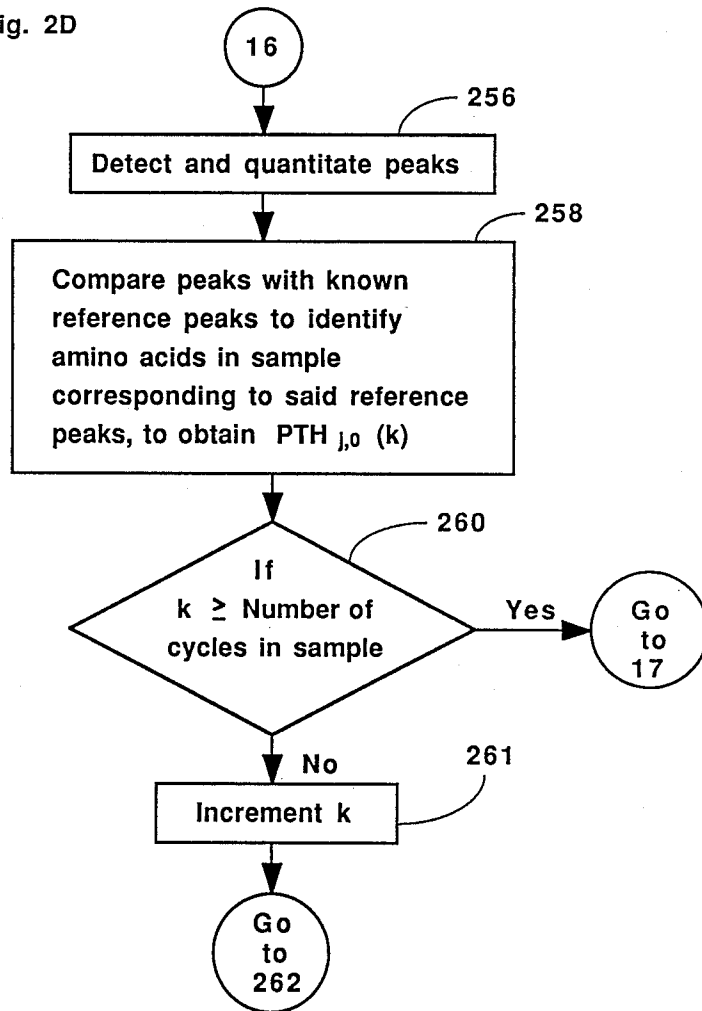 ig. 2D
16
256
Detect and quantitate peaks
258
Compare peaks with known
reference peaks to identify
amino acids in sample
corresponding to said reference
peaks, to obtain PTH j,0 (k)
260
If
k ≥ Number of
cycles in sample
Yes
Go
to
17
No
261
Increment k
Go
to
262